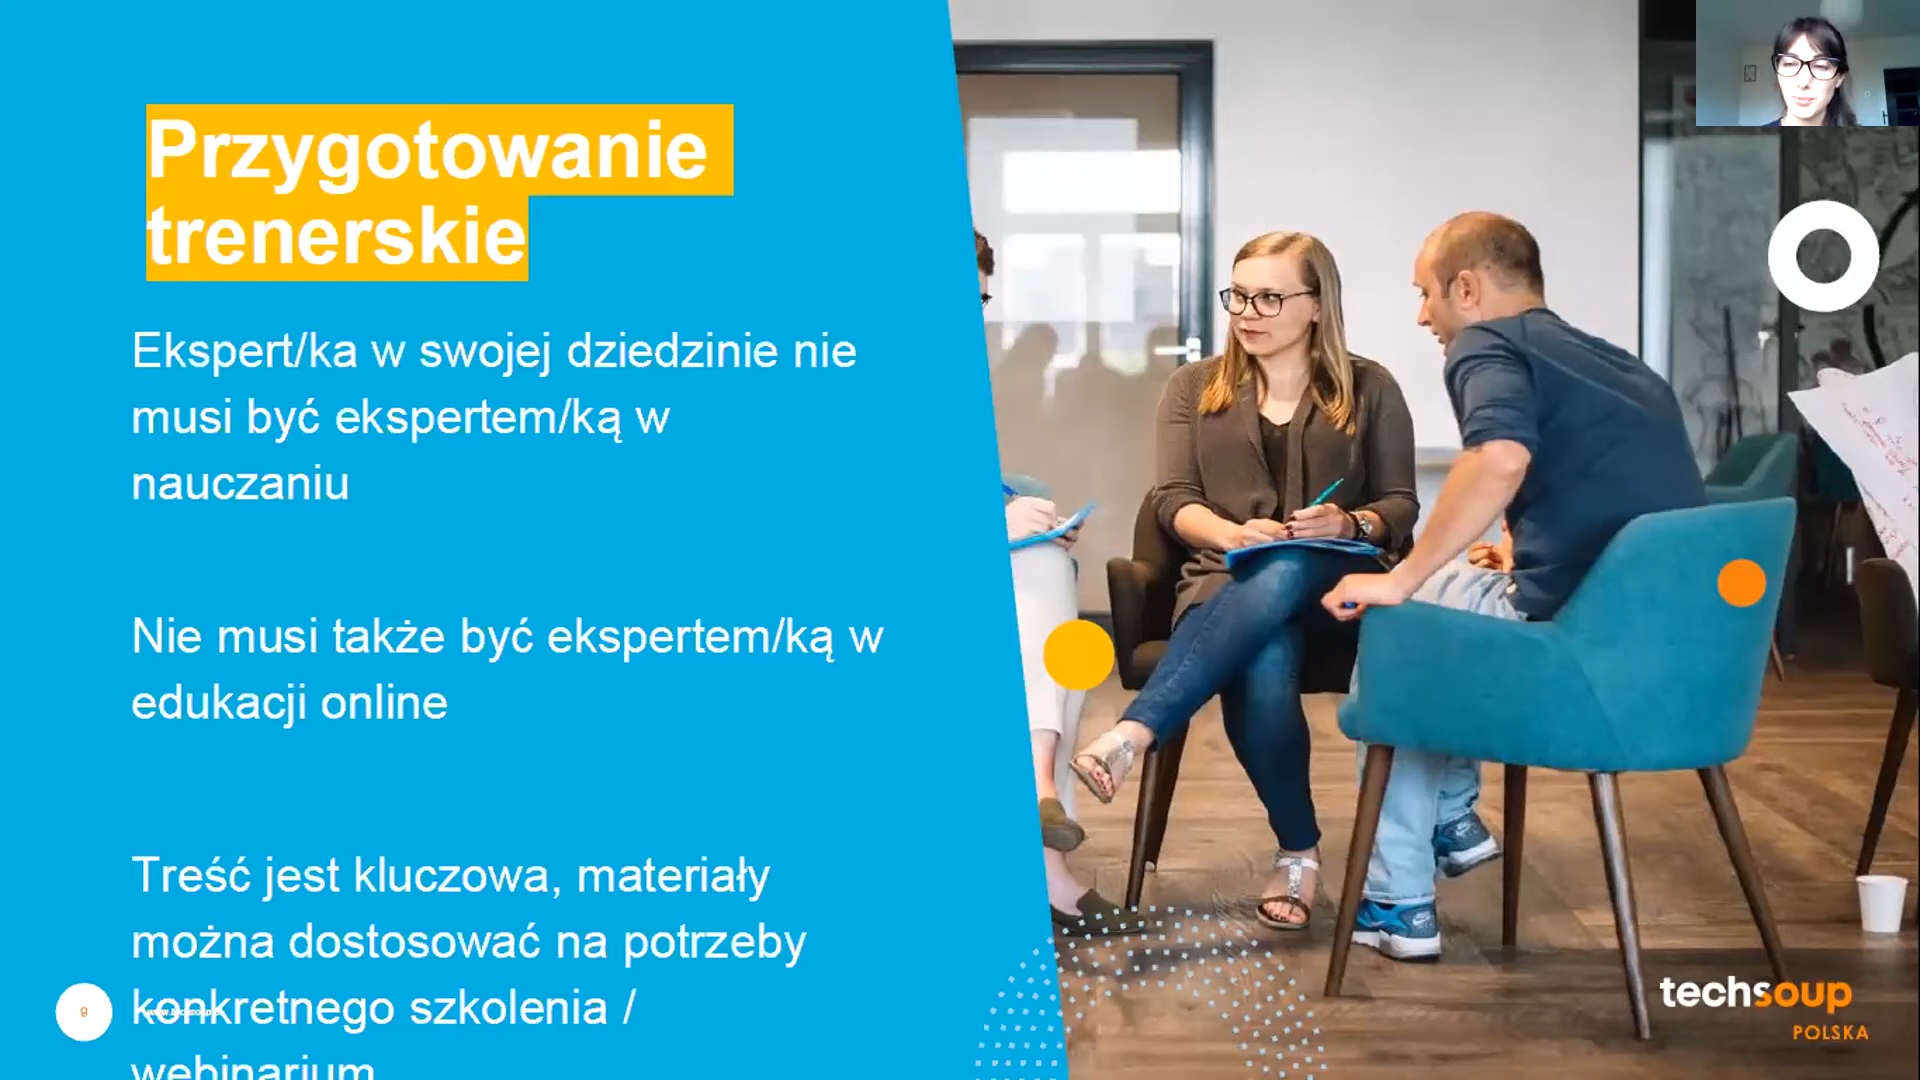 Przygotowanie
trenerskie
Ekspert/ka w swojej dziedzinie nie
musi być ekspertem/ką w
nauczaniu
Nie musi także być ekspertem/ką w
edukacji online
Treść jest kluczowa, materiały
można dostosować na potrzeby
konkretnego szkolenia /
webinarium
9
techsoup
POLSKA